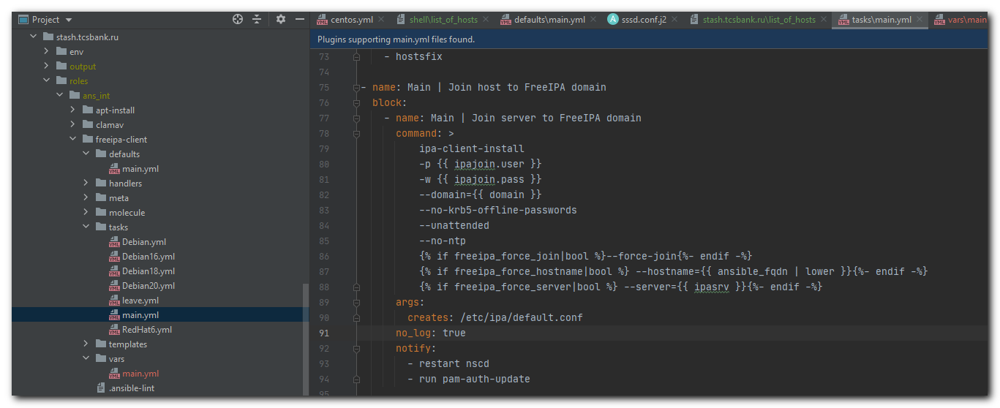 Project
centos.yml
shell\list_of_hosts
defaults\main.yml
sssd.conf.j2
stash.tcsbank.ru\list_of_hosts
tasks\main.yml
vars\main
Plugins supporting main.yml files found.
stash.tcsbank.ru
env
output
roles
ans_int
apt-install
clamav
freeipa-client
defaults
main.yml
handlers
meta
molecule
tasks
Debian.yml
Debian16.yml
Debian18.yml
Debian20.yml
leave.yml
main.yml
RedHat6.yml
templates
vars
main.yml
.ansible-lint
73 - hostsfix
74
75 - name: Main | Join host to FreeIPA domain
76 block:
77 - name: Main | Join server to FreeIPA domain
78 command: >
79 ipa-client-install
80 -p {{ ipajoin.user }}
81 -w {{ ipajoin.pass }}
82 --domain={{ domain }}
83 --no-krb5-offline-passwords
84 --unattended
85 --no-ntp
86 {% if freeipa_force_join|bool %}--force-join{%- endif -%}
87 {% if freeipa_force_hostname|bool %} --hostname={{ ansible_fqdn | lower }}{%- endif -%}
88 {% if freeipa_force_server|bool %} --server={{ ipasrv }}{%- endif -%}
89 args:
90 creates: /etc/ipa/default.conf
91 no_log: true
92 notify:
93 - restart nscd
94 - run pam-auth-update
95